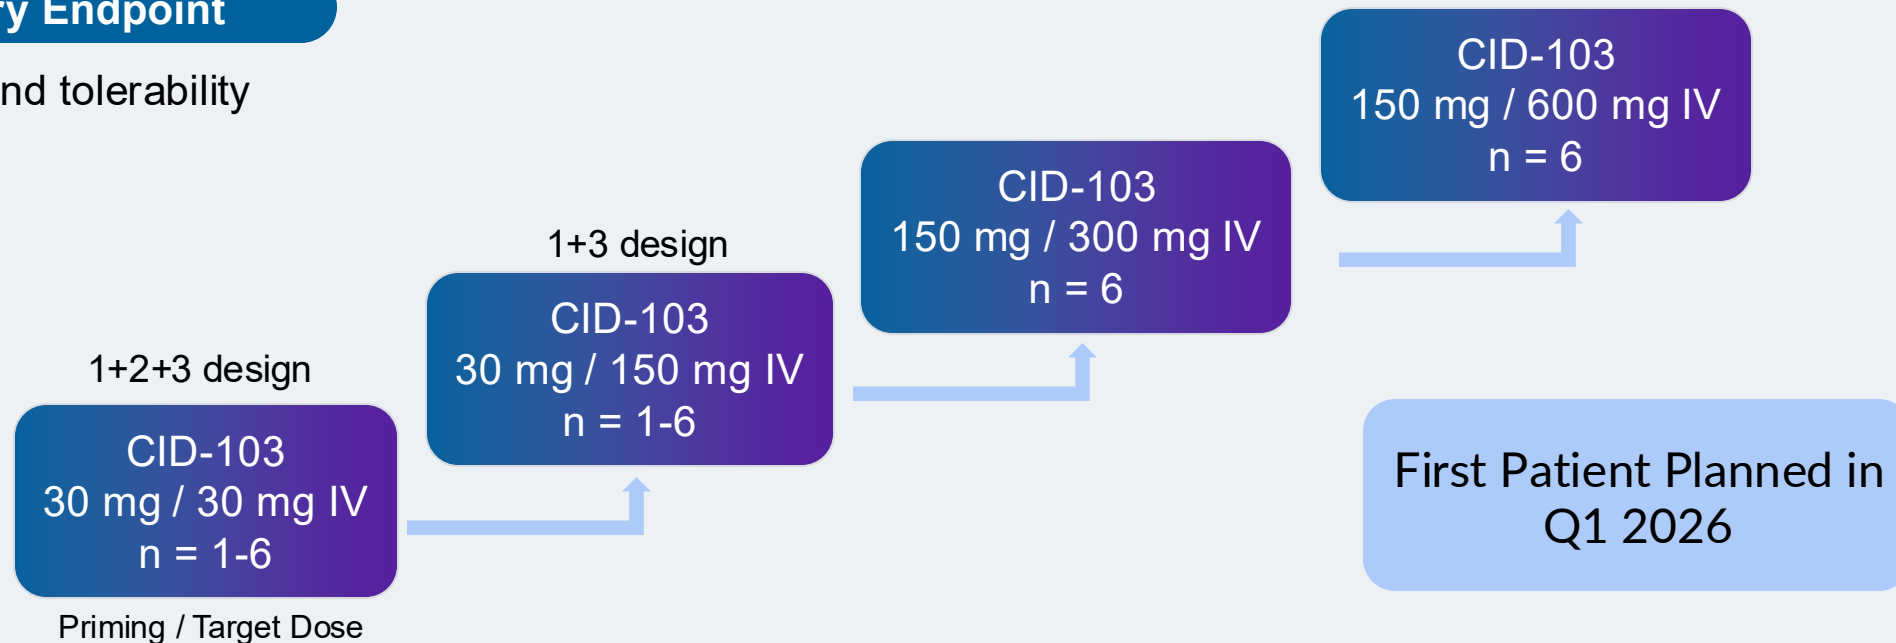 ry Endpoint
nd tolerability
CID-103
150 mg / 600 mg IV
n = 6
CID-103
150 mg / 300 mg IV
n = 6
1+3 design
CID-103
30 mg / 150 mg IV
n = 1-6
1+2+3 design
CID-103
30 mg / 30 mg IV
n = 1-6
Priming / Target Dose
First Patient Planned in
Q1 2026